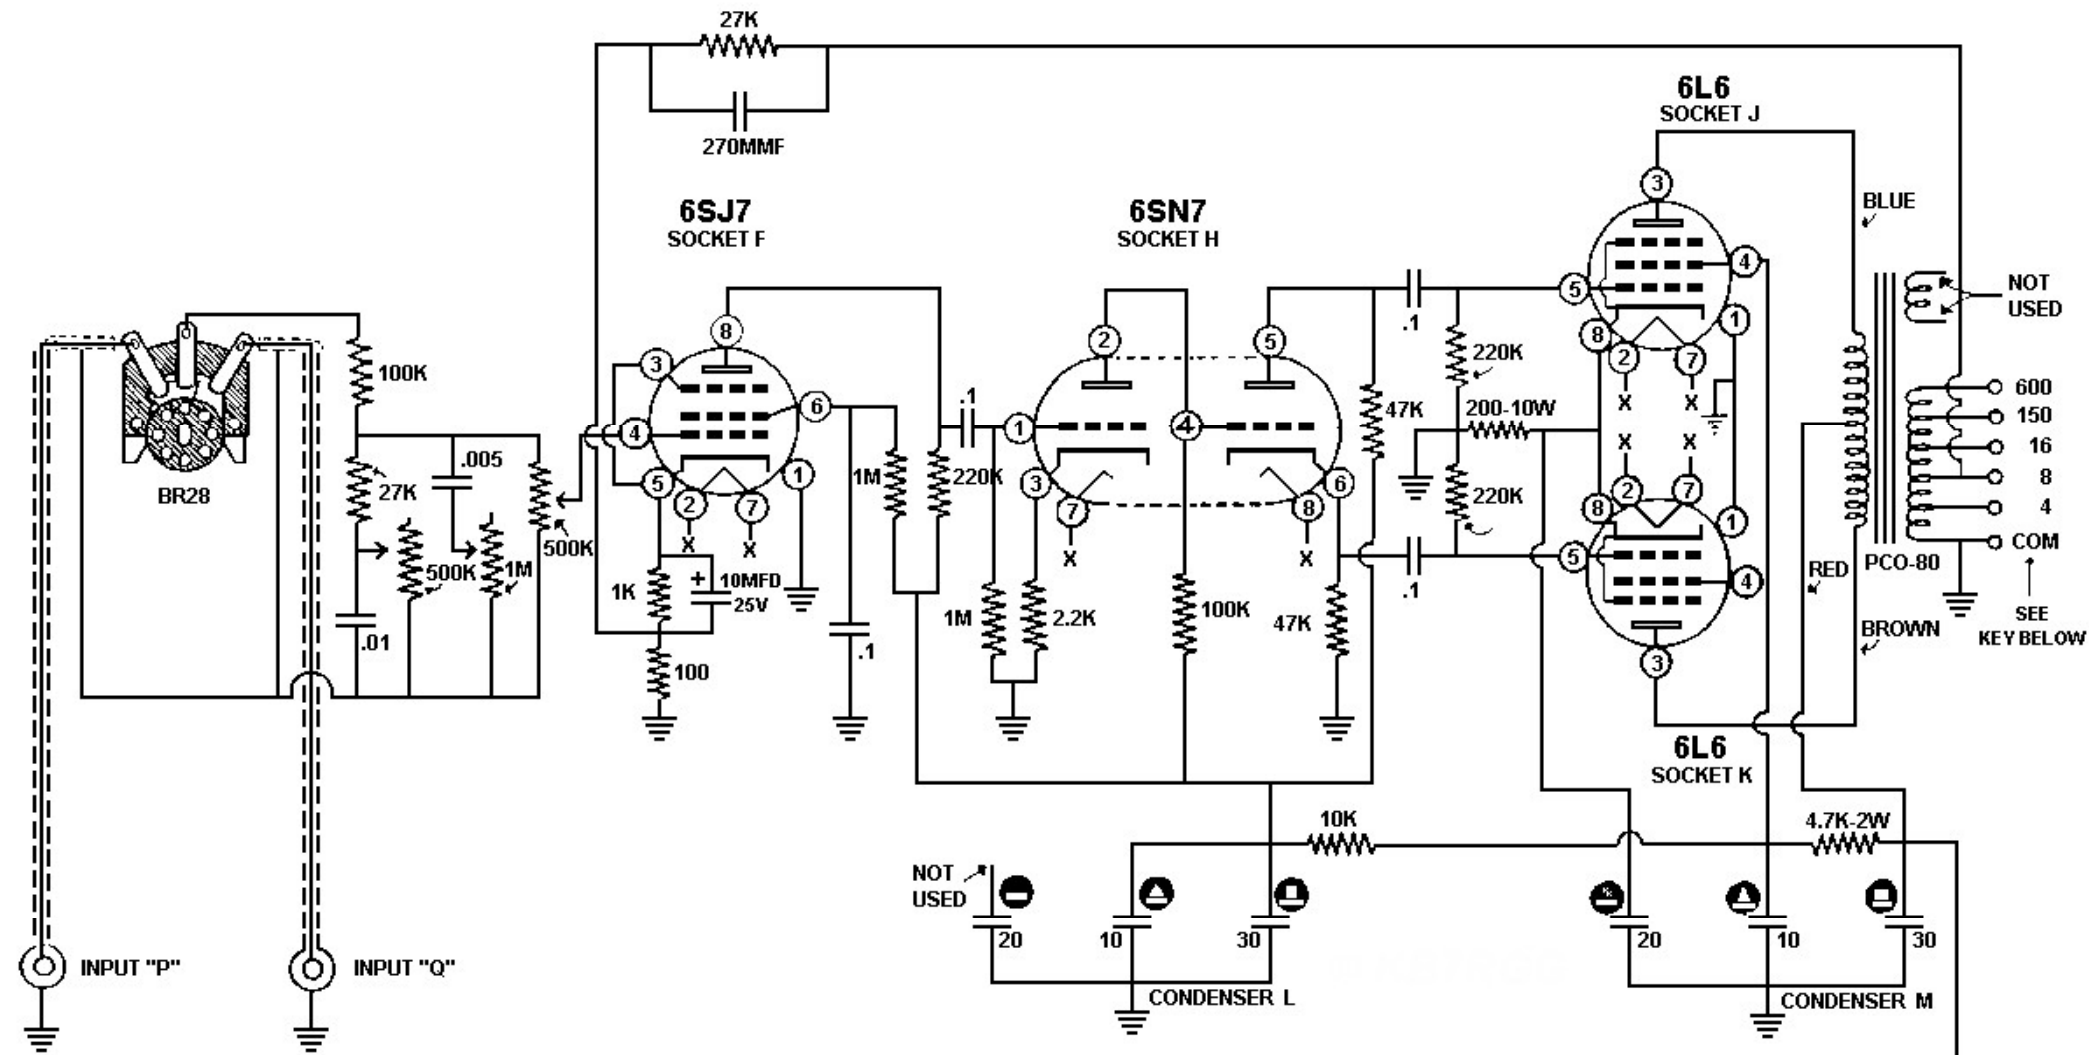 27K
270MMF
6L6
SOCKET J
6SJ7
SOCKET F
6SN7
SOCKET H
3
BLUE
4
5
1
8
2
7
X
X
NOT
USED
100K
BR28
27K
.005
500K
1M
500K
.01
8
3
6
4
5
1
2
7
X
X
1K
+
10MFD
25V
100
.1
1M
220K
.1
1
2
5
4
3
6
7
8
X
X
1M
2.2K
100K
47K
47K
.1
220K
200-10W
220K
.1
X
X
2
7
8
1
5
4
3
600
150
16
8
4
COM
PCO-80
RED
BROWN
SEE
KEY BELOW
6L6
SOCKET K
10K
4.7K-2W
NOT
USED
20
10
30
CONDENSER L
20
10
30
CONDENSER M
INPUT "P"
INPUT "Q"